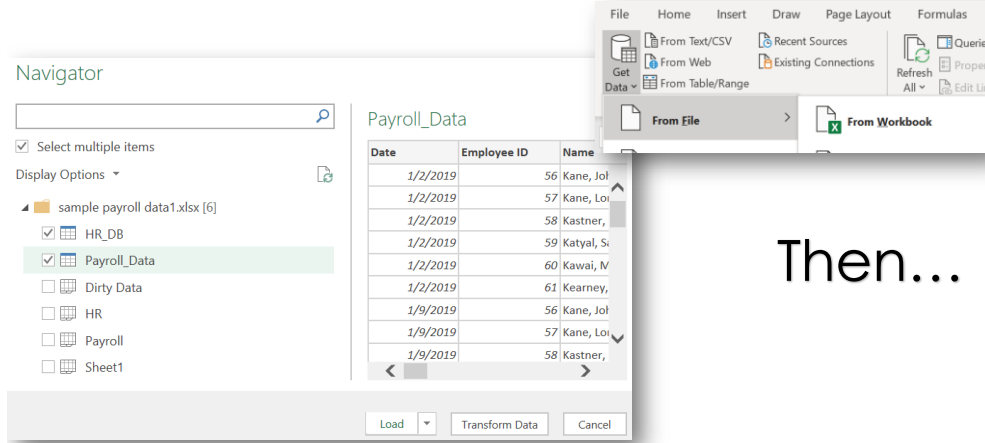 File Home Insert Draw Page Layout Formulas
From Text/CSV Recent Sources
From Web Existing Connections
From Table/Range
Get Data
Refresh All
Edit
From File > From Workbook
Navigator
Select multiple items
Display Options
sample payroll data1.xlsx [6]
HR_DB
Payroll_Data
Dirty Data
HR
Payroll
Sheet1
Payroll_Data
Date Employee ID Name
1/2/2019 56 Kane,
1/2/2019 57 Kane,
1/2/2019 58 Kastner,
1/2/2019 59 Katyal,
1/2/2019 60 Kawai,
1/2/2019 61 Kearney,
1/9/2019 56 Kane,
1/9/2019 57 Kane,
1/9/2019 58 Kastner,
Load Transform Data Cancel
Then...